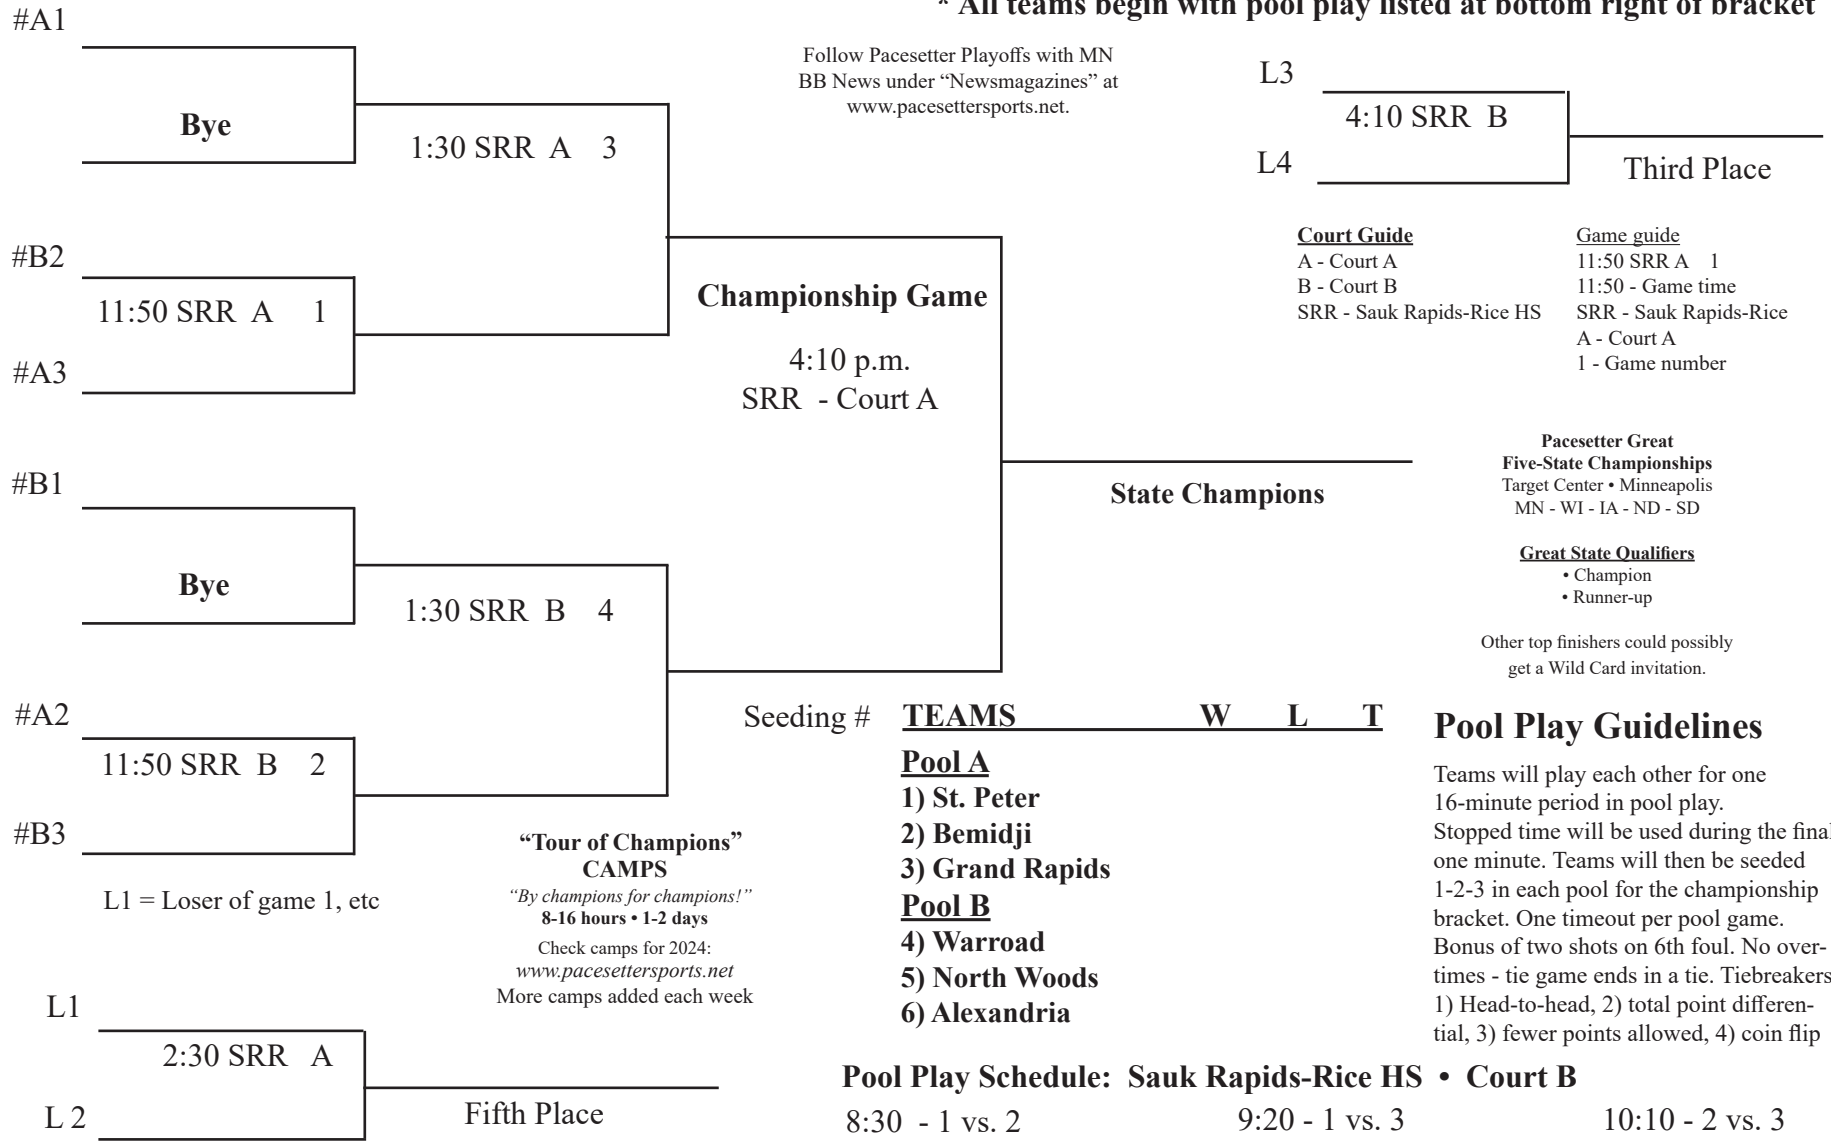 * All teams begin with pool play listed at bottom right of bracket
#A1
Bye
1:30 SRR A 3
#B2
11:50 SRR A 1
#A3
Follow Pacesetter Playoffs with MN
BB News under “Newsmagazines” at
www.pacesettersports.net.
L3
4:10 SRR B
L4
Third Place
Court Guide
A - Court A
B - Court B
SRR - Sauk Rapids-Rice HS
Game guide
11:50 SRR A 1
11:50 - Game time
SRR - Sauk Rapids-Rice
A - Court A
1 - Game number
Championship Game
4:10 p.m.
SRR - Court A
State Champions
Pacesetter Great
Five-State Championships
Target Center • Minneapolis
MN - WI - IA - ND - SD
Great State Qualifiers
• Champion
• Runner-up
Other top finishers could possibly
get a Wild Card invitation.
#B1
Bye
1:30 SRR B 4
#A2
11:50 SRR B 2
#B3
L1 = Loser of game 1, etc
“Tour of Champions”
CAMPS
“By champions for champions!”
8-16 hours • 1-2 days
Check camps for 2024:
www.pacesettersports.net
More camps added each week
L1
2:30 SRR A
L 2
Fifth Place
Seeding # TEAMS W L T
Pool A
1) St. Peter
2) Bemidji
3) Grand Rapids
Pool B
4) Warroad
5) North Woods
6) Alexandria
Pool Play Guidelines
Teams will play each other for one
16-minute period in pool play.
Stopped time will be used during the final
one minute. Teams will then be seeded
1-2-3 in each pool for the championship
bracket. One timeout per pool game.
Bonus of two shots on 6th foul. No over-
times - tie game ends in a tie. Tiebreakers
1) Head-to-head, 2) total point differen-
tial, 3) fewer points allowed, 4) coin flip
Pool Play Schedule: Sauk Rapids-Rice HS • Court B
8:30 - 1 vs. 2 9:20 - 1 vs. 3 10:10 - 2 vs. 3